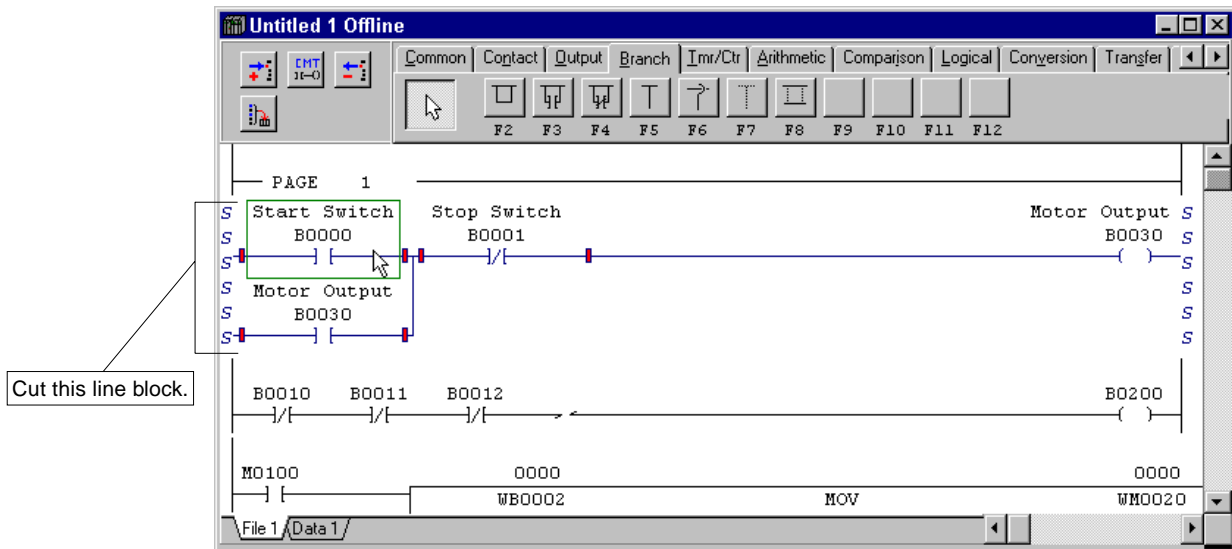 Untitled 1 Offline
Common Contact Output Branch Tmr/Ctr Arithmetic Comparison Logical Conversion Transfer
CMT
F2 F3 F4 F5 F6 F7 F8 F9 F10 F11 F12
PAGE 1
S Start Switch Stop Switch Motor Output S
S B0000 B0001 B0030 S
S S
S Motor Output S
S B0030 S
S S
Cut this line block.
B0010 B0011 B0012 B0200
M0100 0000 0000
WB0002 MOV WM0020
File 1 Data 1